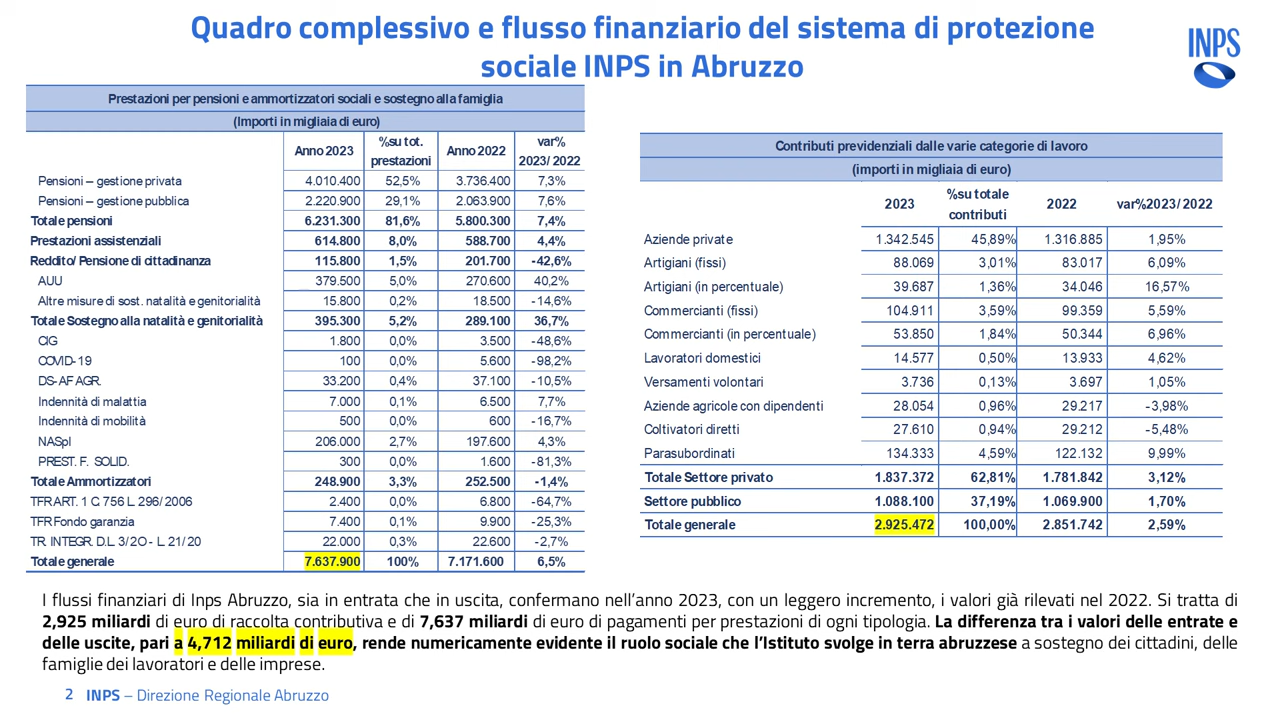 Quadro complessivo e flusso finanziario del sistema di protezione
sociale INPS in Abruzzo
INPS
Prestazioni per pensioni e ammortizzatori sociali e sostegno alla famiglia
(Importi in migliaia di euro)
Anno 2023 %su tot. prestazioni Anno 2022 var% 2023/2022
Pensioni – gestione privata 4.010.400 52,5% 3.736.400 7,3%
Pensioni – gestione pubblica 2.220.900 29,1% 2.063.900 7,6%
Totale pensioni 6.231.300 81,6% 5.800.300 7,4%
Prestazioni assistenziali 614.800 8,0% 588.700 4,4%
Reddito/ Pensione di cittadinanza 115.800 1,5% 201.700 -42,6%
AUU 379.500 5,0% 270.600 40,2%
Altre misure di sost. natalità e genitorialità 15.800 0,2% 18.500 -14,6%
Totale Sostegno alla natalità e genitorialità 395.300 5,2% 289.100 36,7%
CIG 1.800 0,0% 3.500 -48,6%
COVID-19 100 0,0% 5.600 -98,2%
DS-AF AGR. 33.200 0,4% 37.100 -10,5%
Indennità di malattia 7.000 0,1% 6.500 7,7%
Indennità di mobilità 500 0,0% 600 -16,7%
NASpI 206.000 2,7% 197.600 4,3%
PREST. F. SOLID. 300 0,0% 1.600 -81,3%
Totale Ammortizzatori 248.900 3,3% 252.500 -1,4%
TFR ART. 1 C. 756 L. 296/2006 2.400 0,0% 6.800 -64,7%
TFR Fondo garanzia 7.400 0,1% 9.900 -25,3%
TR. INTEGR. D.L. 3/2O - L. 21/20 22.000 0,3% 22.600 -2,7%
Totale generale 7.637.900 100% 7.171.600 6,5%
Contributi previdenziali dalle varie categorie di lavoro
(importi in migliaia di euro)
2023 %su totale contributi 2022 var%2023/2022
Aziende private 1.342.545 45,89% 1.316.885 1,95%
Artigiani (fissi) 88.069 3,01% 83.017 6,09%
Artigiani (in percentuale) 39.687 1,36% 34.046 16,57%
Commercianti (fissi) 104.911 3,59% 99.359 5,59%
Commercianti (in percentuale) 53.850 1,84% 50.344 6,96%
Lavoratori domestici 14.577 0,50% 13.933 4,62%
Versamenti volontari 3.736 0,13% 3.697 1,05%
Aziende agricole con dipendenti 28.054 0,96% 29.217 -3,98%
Coltivatori diretti 27.610 0,94% 29.212 -5,48%
Parasubordinati 134.333 4,59% 122.132 9,99%
Totale Settore privato 1.837.372 62,81% 1.781.842 3,12%
Settore pubblico 1.088.100 37,19% 1.069.900 1,70%
Totale generale 2.925.472 100,00% 2.851.742 2,59%
I flussi finanziari di Inps Abruzzo, sia in entrata che in uscita, confermano nell’anno 2023, con un leggero incremento, i valori già rilevati nel 2022. Si tratta di
2,925 miliardi di euro di raccolta contributiva e di 7,637 miliardi di euro di pagamenti per prestazioni di ogni tipologia. La differenza tra i valori delle entrate e
delle uscite, pari a 4,712 miliardi di euro, rende numericamente evidente il ruolo sociale che l’Istituto svolge in terra abruzzese a sostegno dei cittadini, delle
famiglie dei lavoratori e delle imprese.
2 INPS – Direzione Regionale Abruzzo